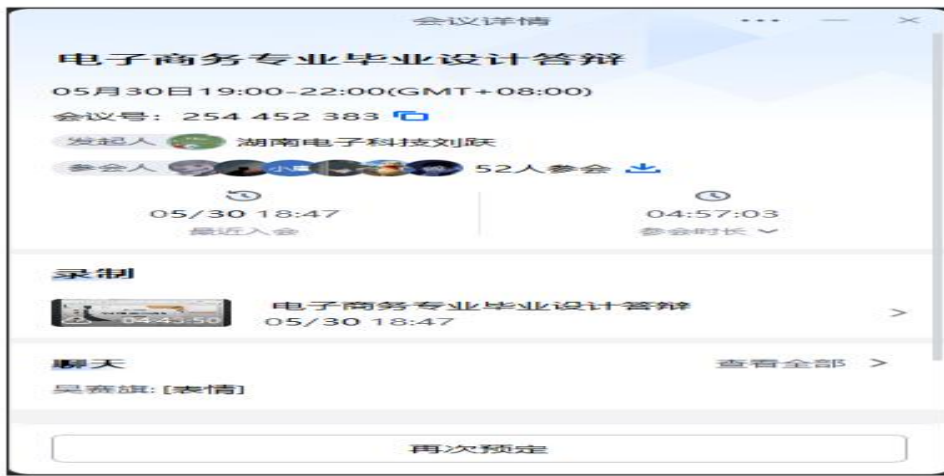 会议详情
电子商务专业毕业设计答辩
05月30日19:00-22:00(GMT+08:00)
会议号: 254 452 383
发起人 湖南电子科技刘跃
参会人 52人参会
05/30 18:47
最近入会
04:57:03
参会时长
录制
电子商务专业毕业设计答辩
04:43:50
05/30 18:47
聊天 查看全部
吴赛旗: [表情]
再次预定